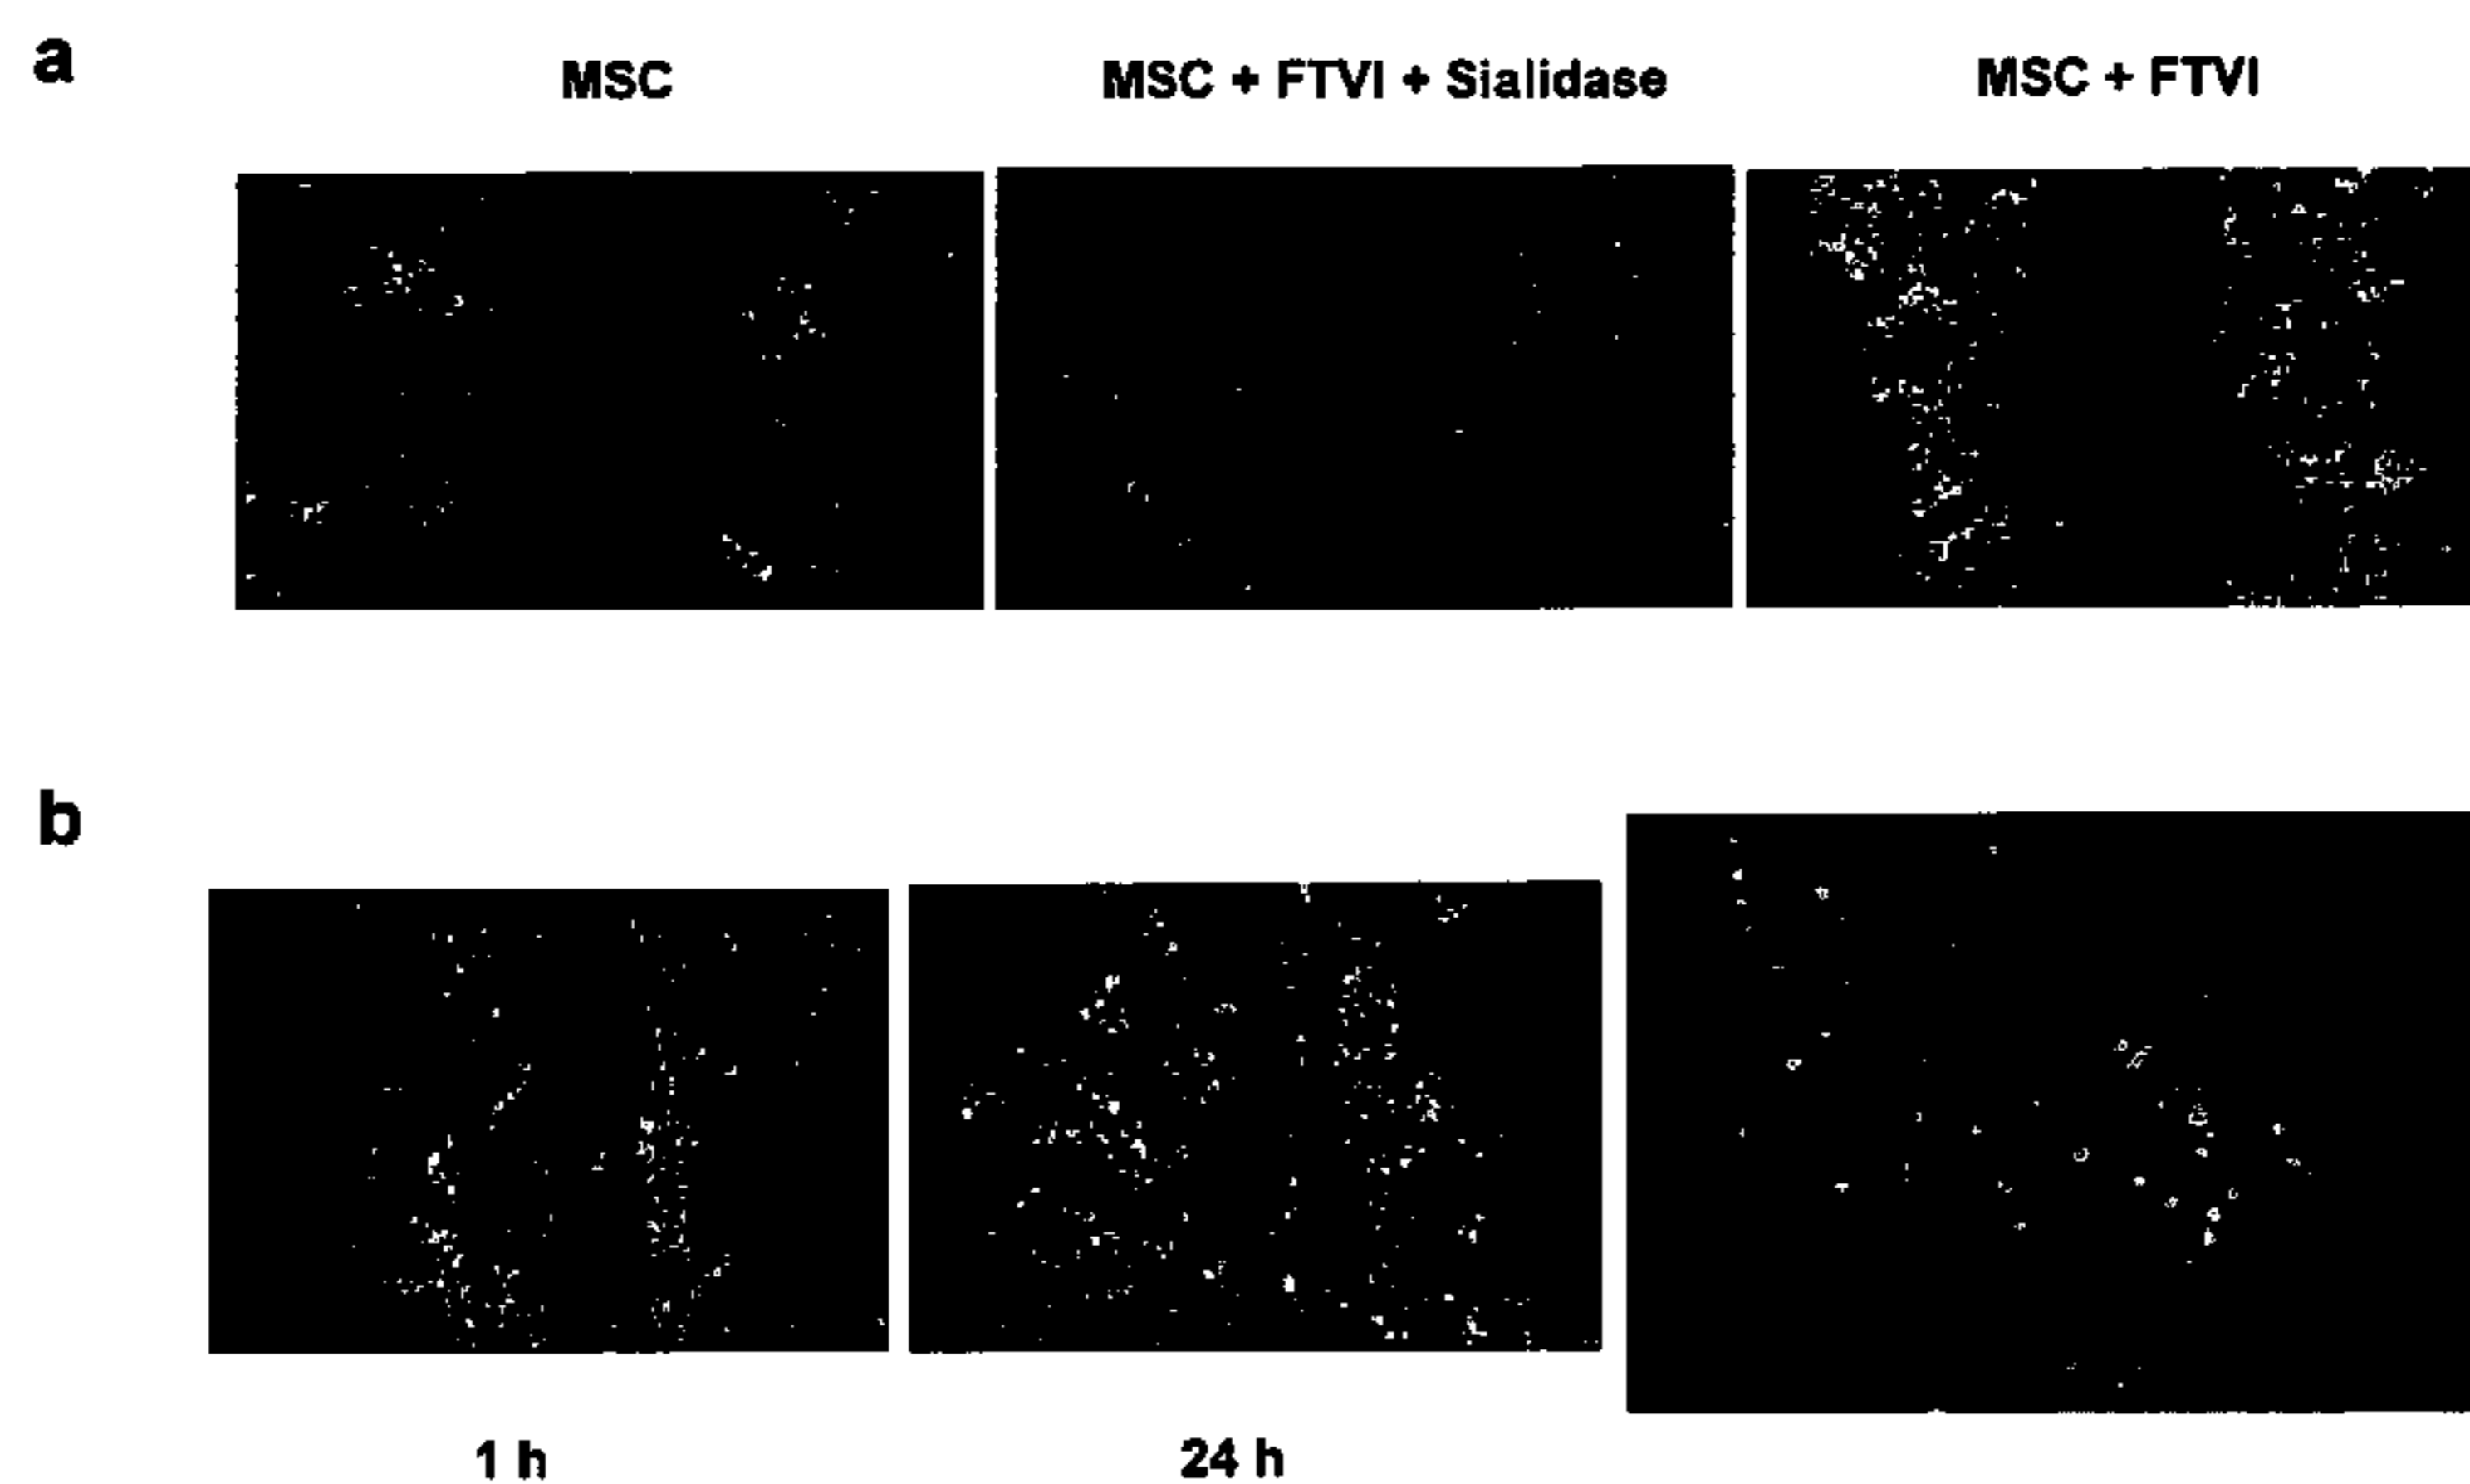 a
MSC
MSC + FTVI + Sialidase
MSC + FTVI
b
1 h
24 h